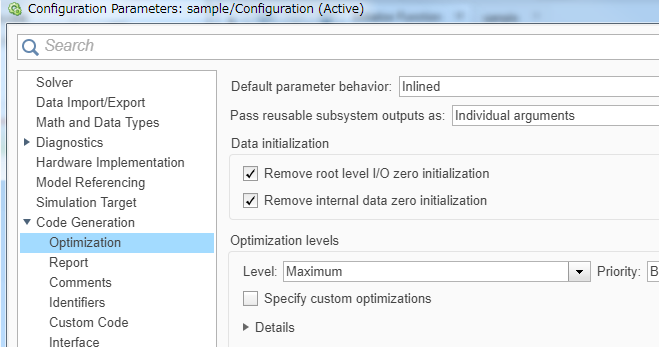 Configuration Parameters: sample/Configuration (Active)
Search
Solver
Data Import/Export
Math and Data Types
Diagnostics
Hardware Implementation
Model Referencing
Simulation Target
Code Generation
Optimization
Report
Comments
Identifiers
Custom Code
Interface
Default parameter behavior: Inlined
Pass reusable subsystem outputs as: Individual arguments
Data initialization
Remove root level I/O zero initialization
Remove internal data zero initialization
Optimization levels
Level: Maximum Priority: B
Specify custom optimizations
Details